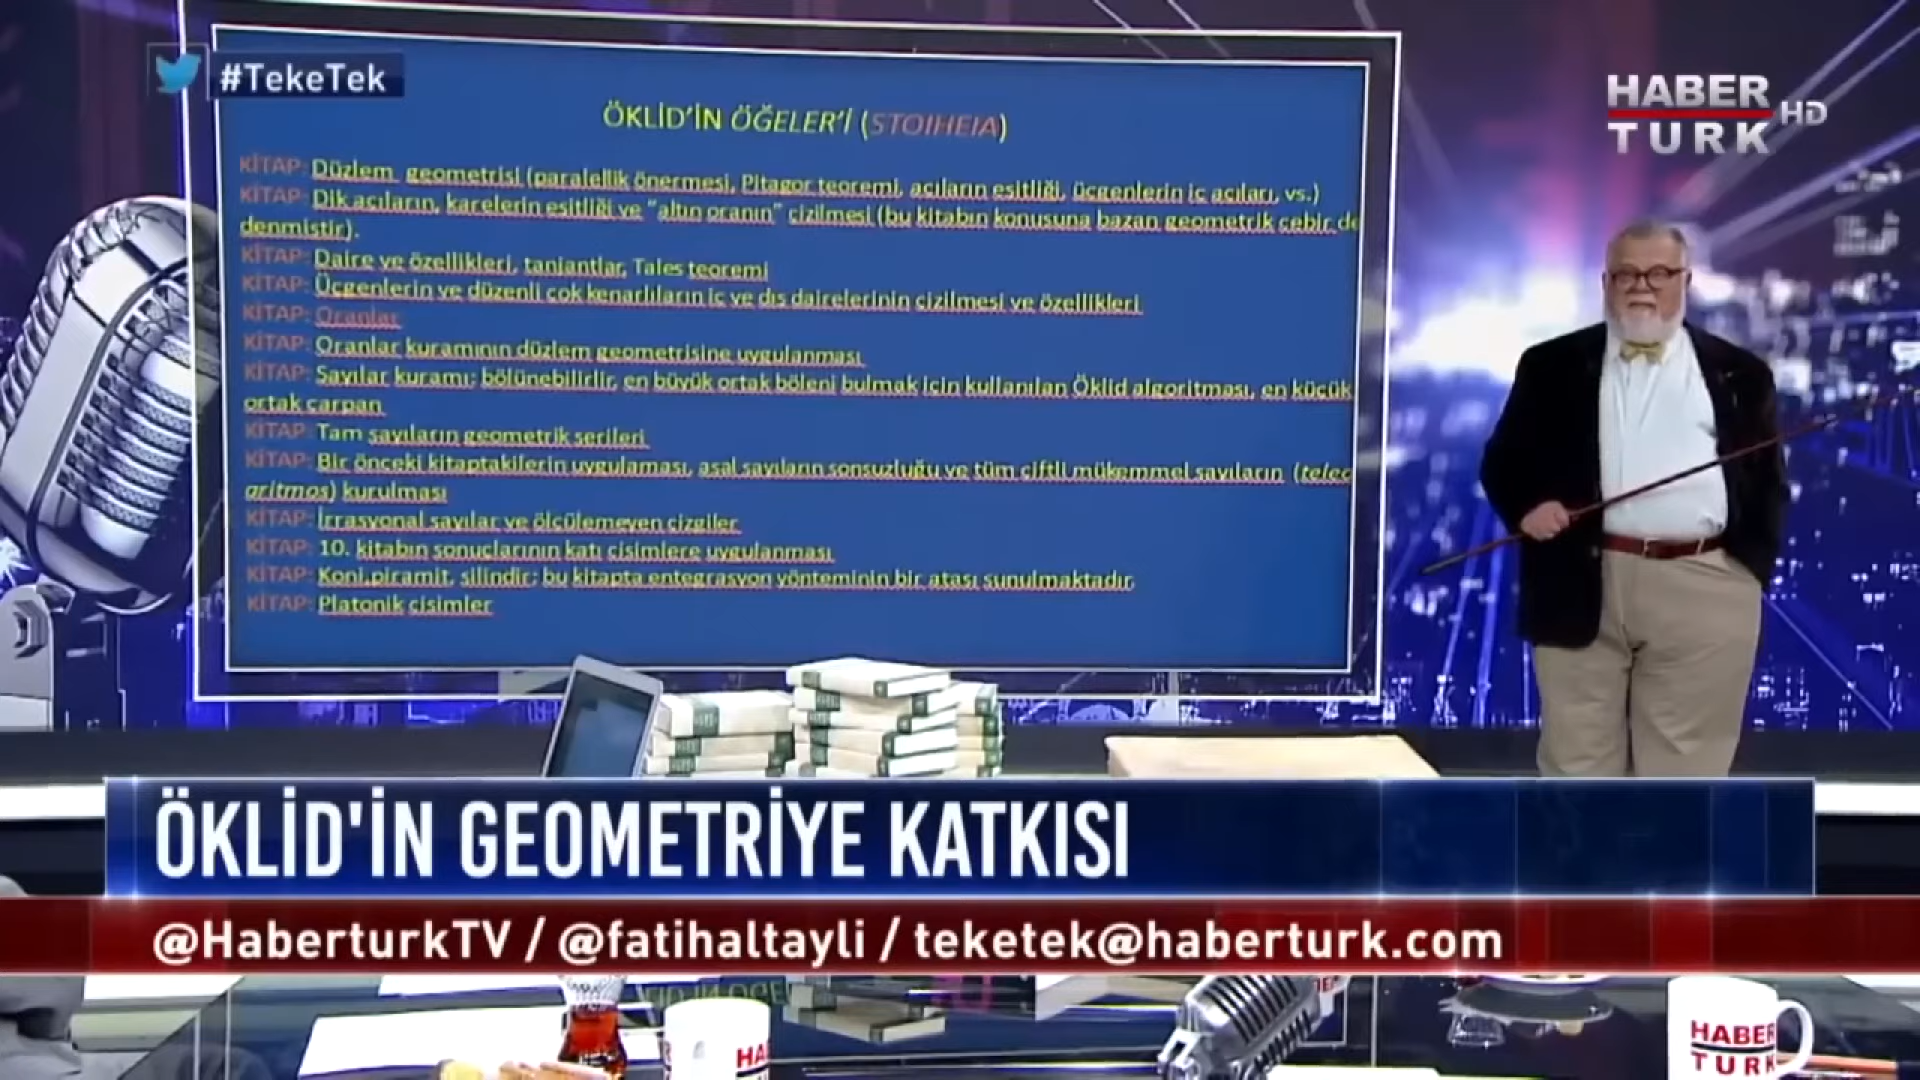 #TekeTek
HABER
TURK HD
ÖKLİD'İN ÖĞELER'İ (STOIHEIA)
KİTAP: Düzlem geometrisi (paralellik önermesi, Pitagor teoremi, açıların eşitliği, üçgenlerin iç açıları, vs.)
KİTAP: Dik açıların, karelerin eşitliği ve "altın oranın" çizilmesi (bu kitabın konusuna bazan geometrik cebir de
denmiştir).
KİTAP: Daire ve özellikleri, tanjantlar, Tales teoremi
KİTAP: Üçgenlerin ve düzenli çok kenarlıların iç ve dış dairelerinin çizilmesi ve özellikleri
KİTAP: Oranlar
KİTAP: Oranlar kuramının düzlem geometrisine uygulanması
KİTAP: Sayılar kuramı; bölünebilirlir, en büyük ortak böleni bulmak için kullanılan Öklid algoritması, en küçük
ortak çarpan
KİTAP: Tam sayıların geometrik serileri
KİTAP: Bir önceki kitaptakilerin uygulaması, asal sayıların sonsuzluğu ve tüm çiftli mükemmel sayıların (teleo
aritmos) kurulması
KİTAP: İrrasyonal sayılar ve ölçülemeyen çizgiler
KİTAP: 10. kitabın sonuçlarının katı cisimlere uygulanması
KİTAP: Koni,piramit, silindir; bu kitapta entegrasyon yönteminin bir atası sunulmaktadır
KİTAP: Platonik cisimler
ÖKLİD'İN GEOMETRİYE KATKISI
@HaberturkTV / @fatihaltayli / teketek@haberturk.com
HA
HABER
TURK